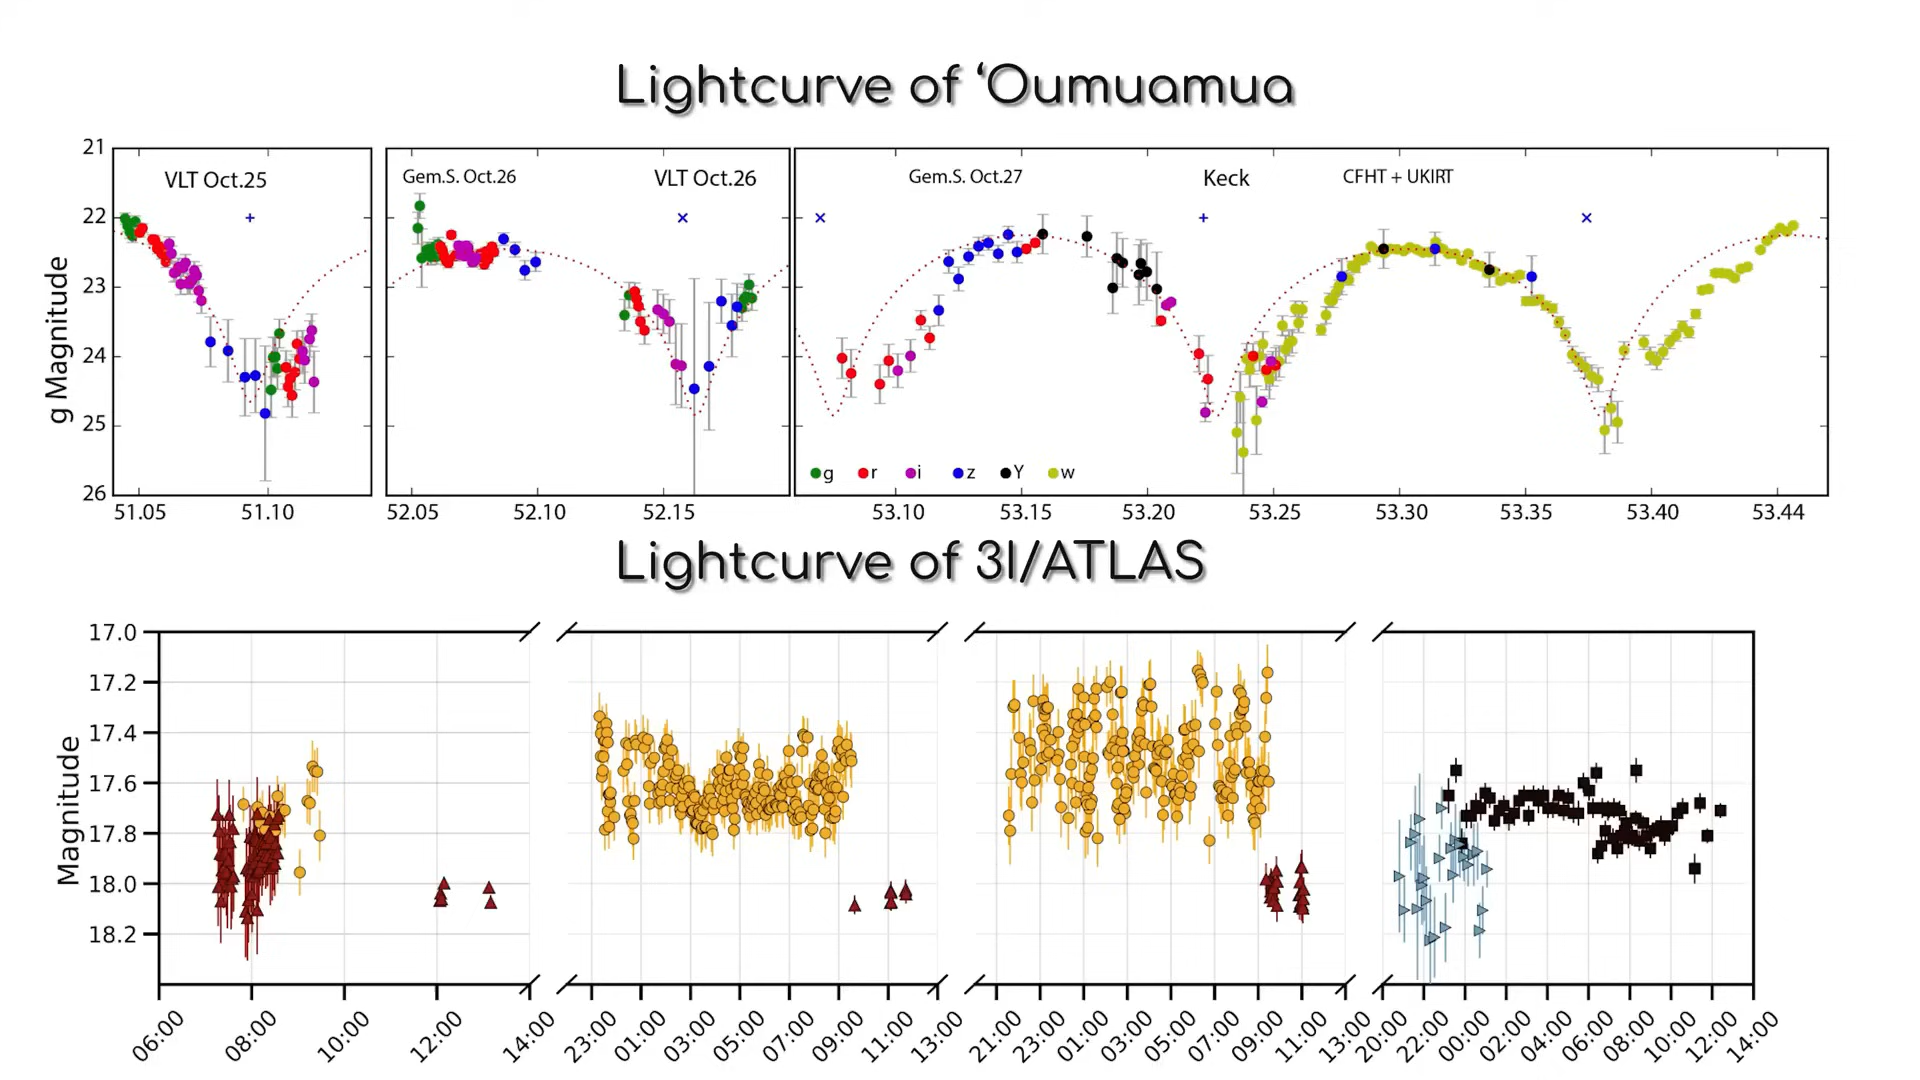 Lightcurve of ‘Oumuamua
21
22
23
24
25
26
g Magnitude
VLT Oct.25
Gem.S. Oct.26
VLT Oct.26
Gem.S. Oct.27
Keck
CFHT + UKIRT
g r i z Y w
51.05 51.10 52.05 52.10 52.15 53.10 53.15 53.20 53.25 53.30 53.35 53.40 53.44
Lightcurve of 3I/ATLAS
17.0
17.2
17.4
17.6
17.8
18.0
18.2
Magnitude
06:00 08:00 10:00 12:00 14:00 23:00 01:00 03:00 05:00 07:00 09:00 11:00 13:00 21:00 23:00 01:00 03:00 05:00 07:00 09:00 11:00 13:00 20:00 22:00 00:00 02:00 04:00 06:00 08:00 10:00 12:00 14:00